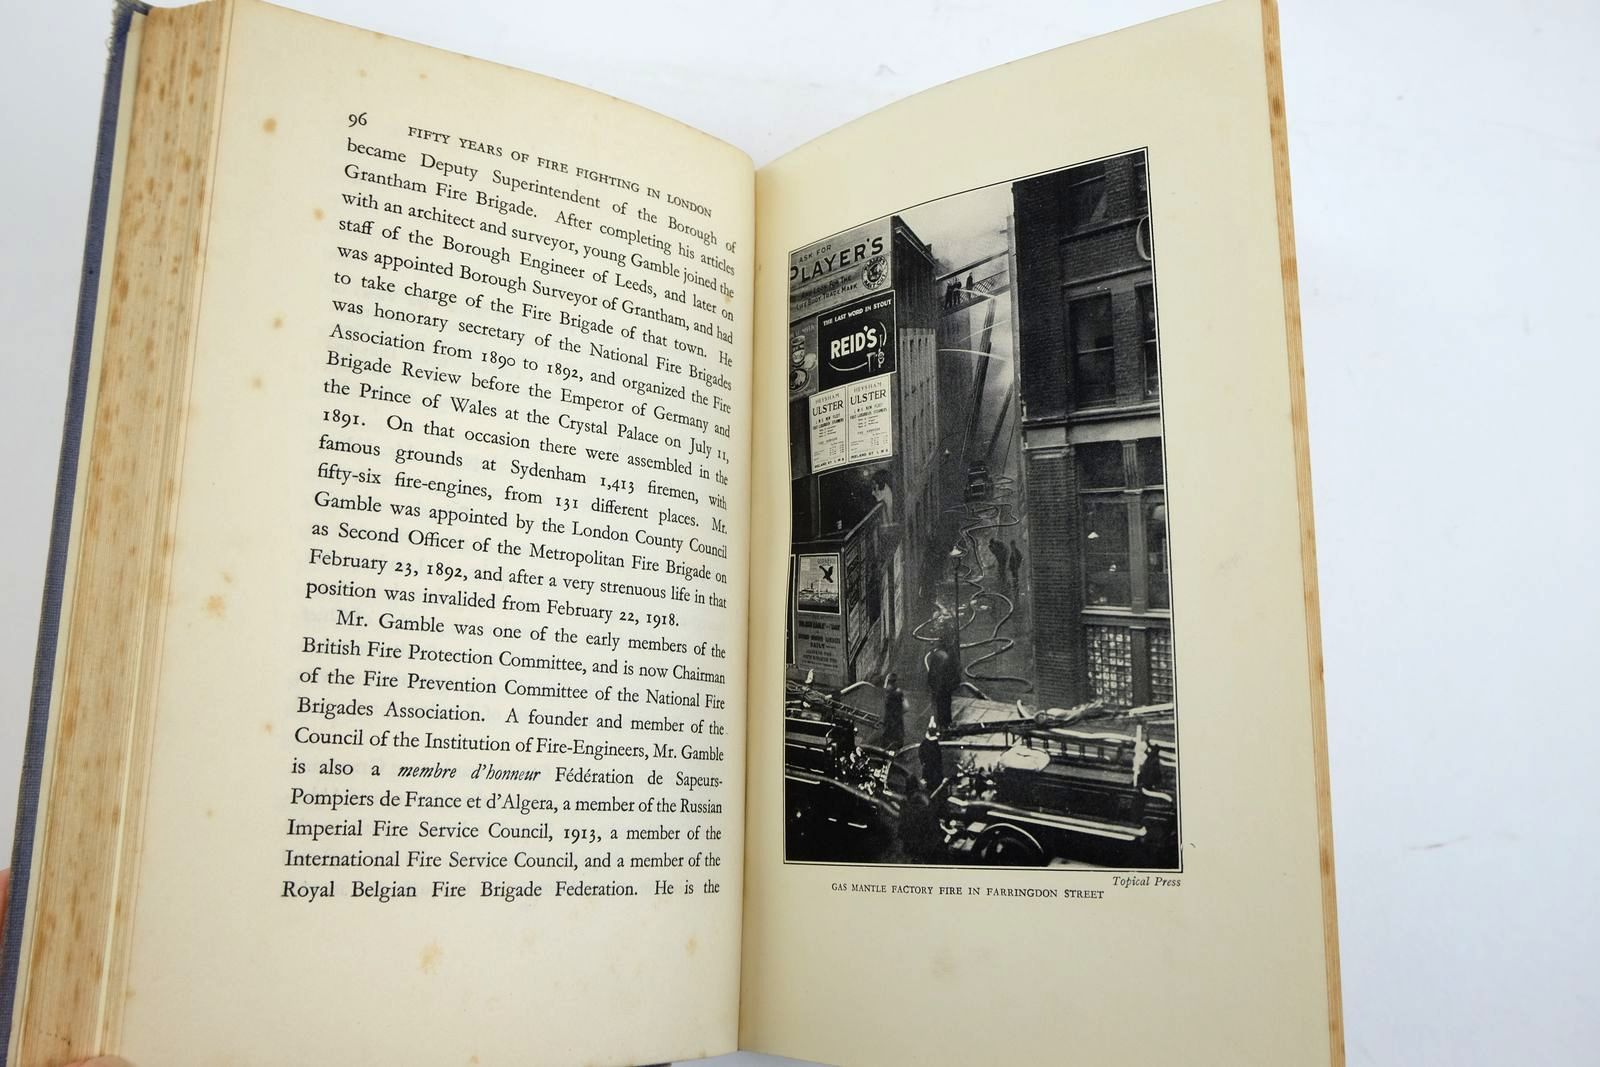 96 FIFTY YEARS OF FIRE FIGHTING IN LONDON
became Deputy Superintendent of the Borough of
Grantham Fire Brigade. After completing his articles
with an architect and surveyor, young Gamble joined the
staff of the Borough Engineer of Leeds, and later on
was appointed Borough Surveyor of Grantham, and had
to take charge of the Fire Brigade of that town. He
was honorary secretary of the National Fire Brigades
Association from 1890 to 1892, and organized the Fire
Brigade Review before the Emperor of Germany and
the Prince of Wales at the Crystal Palace on July 11,
1891. On that occasion there were assembled in the
famous grounds at Sydenham 1,413 firemen, with
fifty-six fire-engines, from 131 different places. Mr.
Gamble was appointed by the London County Council
as Second Officer of the Metropolitan Fire Brigade on
February 23, 1892, and after a very strenuous life in that
position was invalided from February 22, 1918.
Mr. Gamble was one of the early members of the
British Fire Protection Committee, and is now Chairman
of the Fire Prevention Committee of the National Fire
Brigades Association. A founder and member of the
Council of the Institution of Fire-Engineers, Mr. Gamble
is also a membre d'honneur Fédération de Sapeurs-
Pompiers de France et d'Algera, a member of the Russian
Imperial Fire Service Council, 1913, a member of the
International Fire Service Council, and a member of the
Royal Belgian Fire Brigade Federation. He is the
ASK FOR
PLAYER'S
AND LOOK FOR THE
LIFE BUOY TRADE MARK
THE LAST WORD IN STOUT
REID'S
HEYSHAM
ULSTER
HEYSHAM
ULSTER
Topical Press
GAS MANTLE FACTORY FIRE IN FARRINGDON STREET